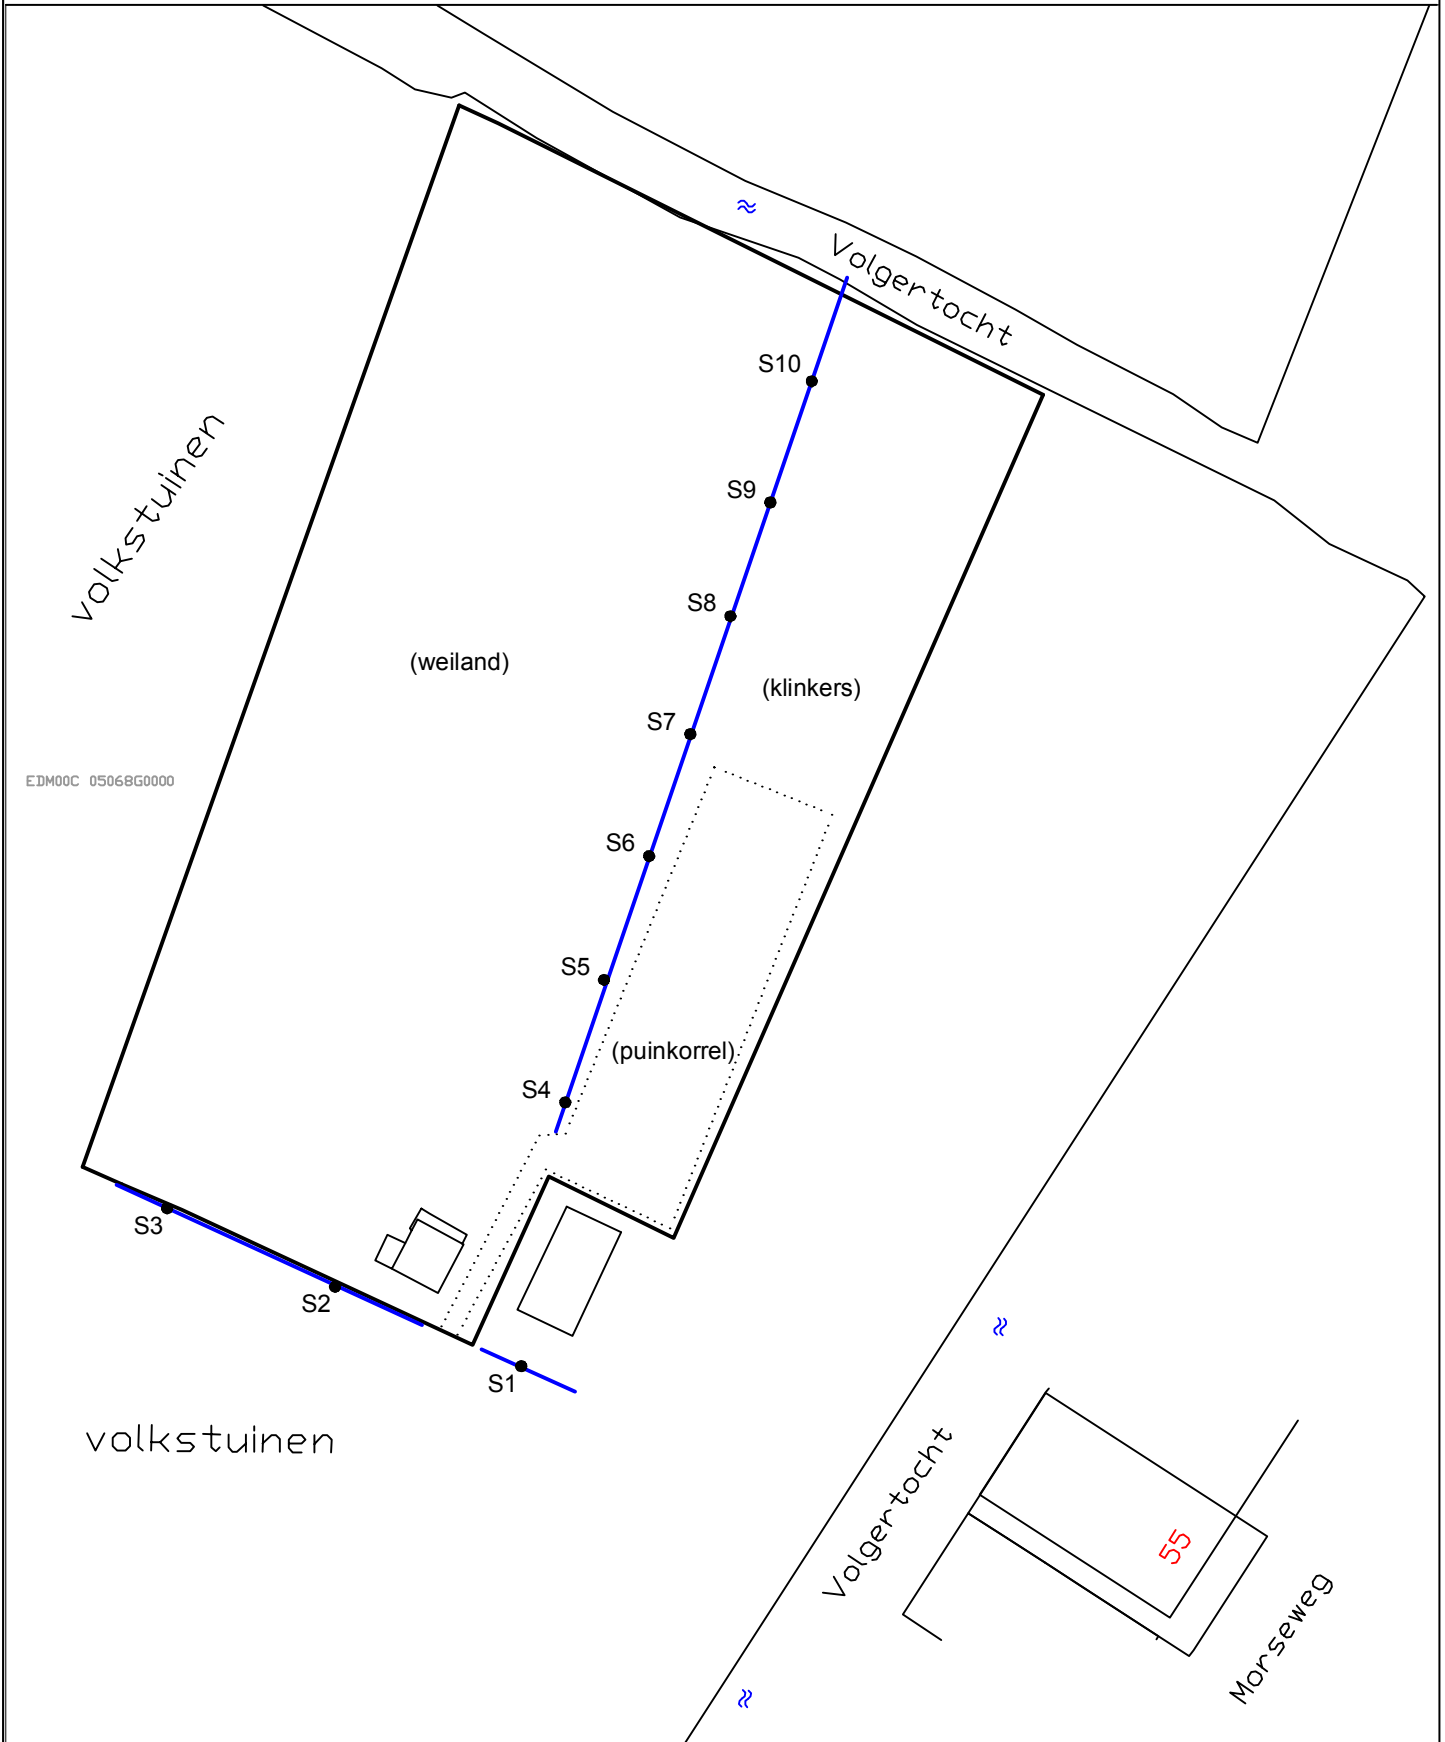 Volgertocht
S10
volkstuinen
S9
S8
(weiland)
(klinkers)
S7
EDM00C 05068G0000
S6
S5
(puinkorrel)
S4
S3
S2
S1
volkstuinen
Volgertocht
55
Morseweg